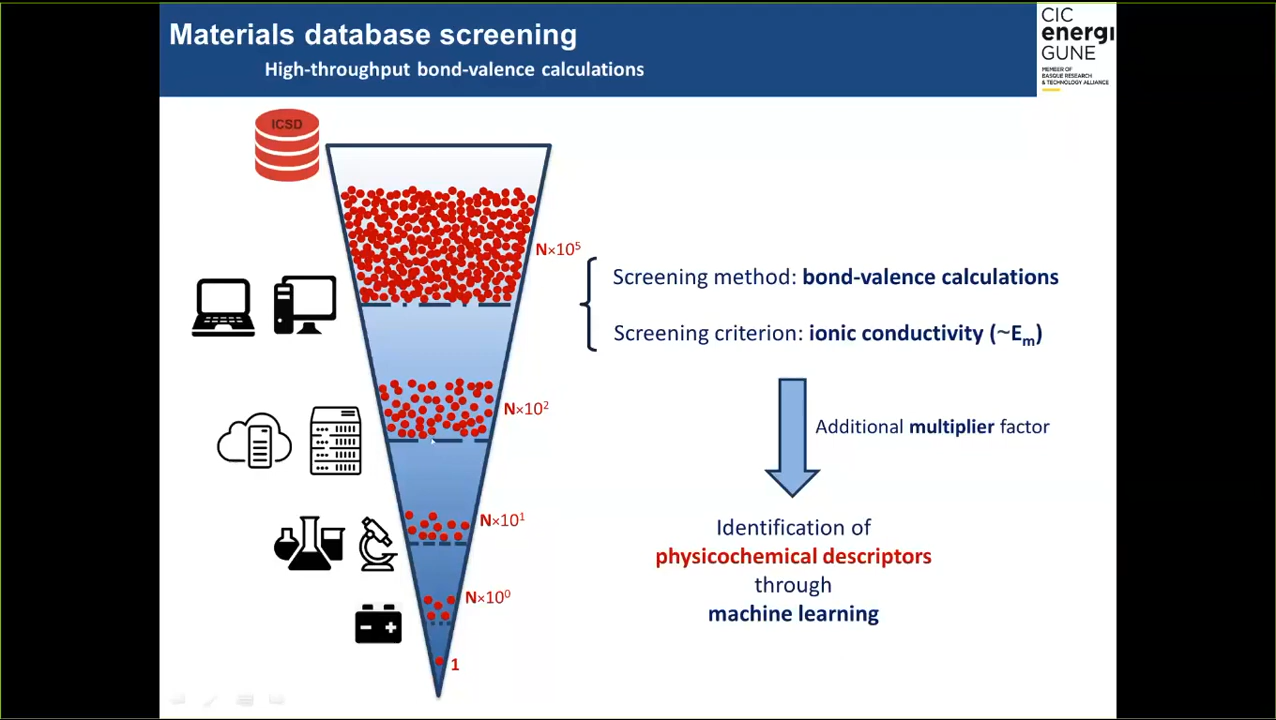 Materials database screening
High-throughput bond-valence calculations
CIC
energi
GUNE
MEMBER OF
BASQUE RESEARCH
& TECHNOLOGY ALLIANCE
ICSD
N×10⁵
Screening method: bond-valence calculations
Screening criterion: ionic conductivity (~Eₘ)
N×10²
Additional multiplier factor
N×10¹
Identification of
physicochemical descriptors
through
machine learning
N×10⁰
1